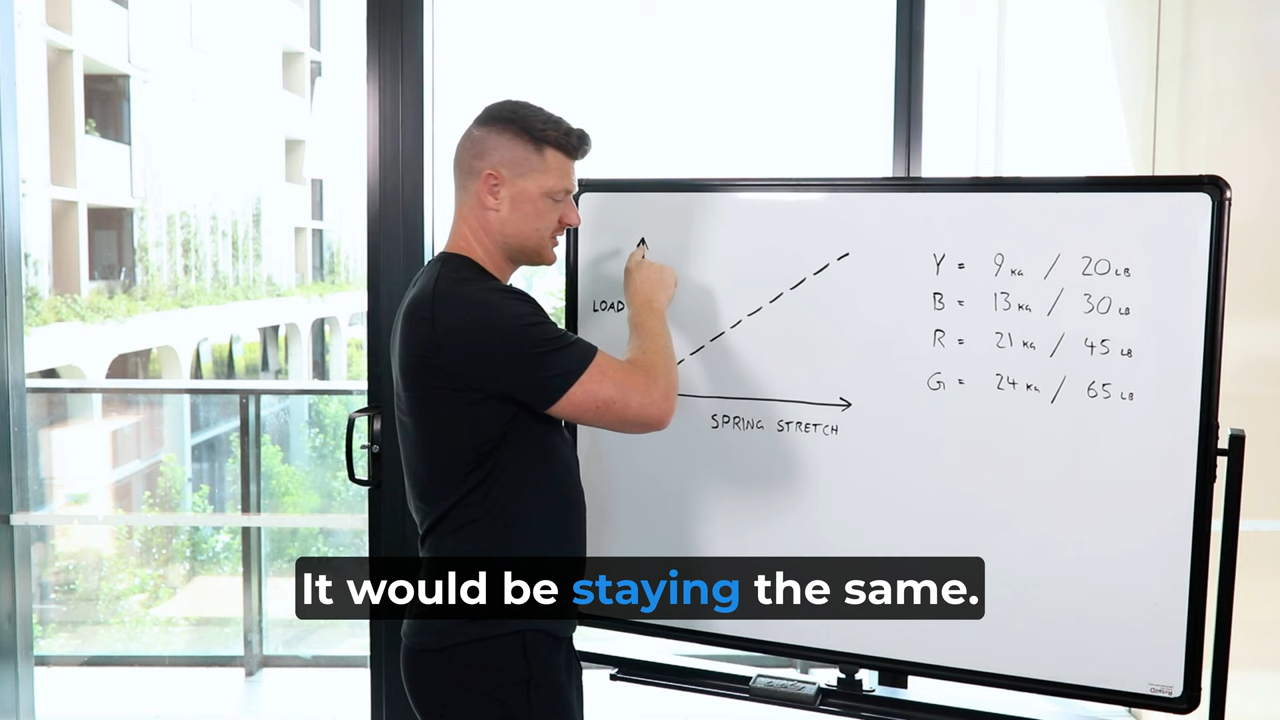 LOAD
SPRING STRETCH
Y = 9 KG / 20 LB
B = 13 KG / 30 LB
R = 21 KG / 45 LB
G = 24 KG / 65 LB
It would be staying the same.